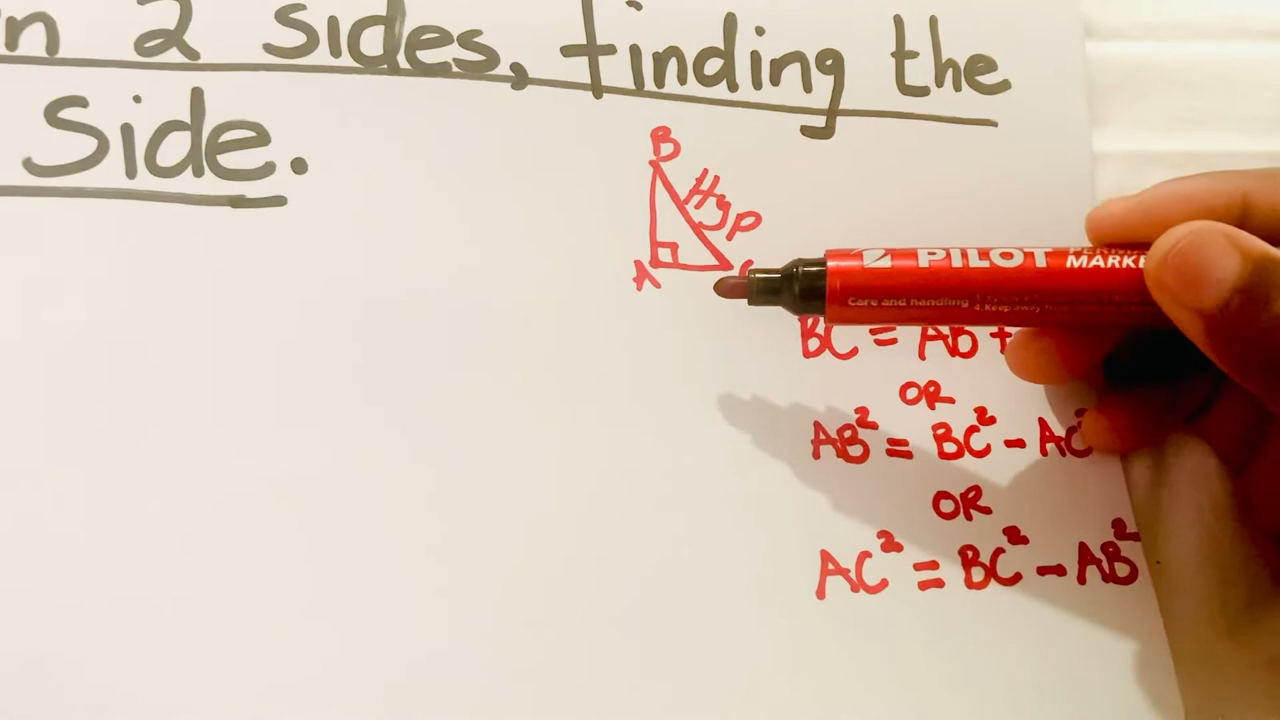 n 2 sides, finding the
Side.
B
Hyp
A
PILOT
MARKE
Care and handling
BC = AB +
OR
AB² = BC² - AC²
OR
AC² = BC² - AB²